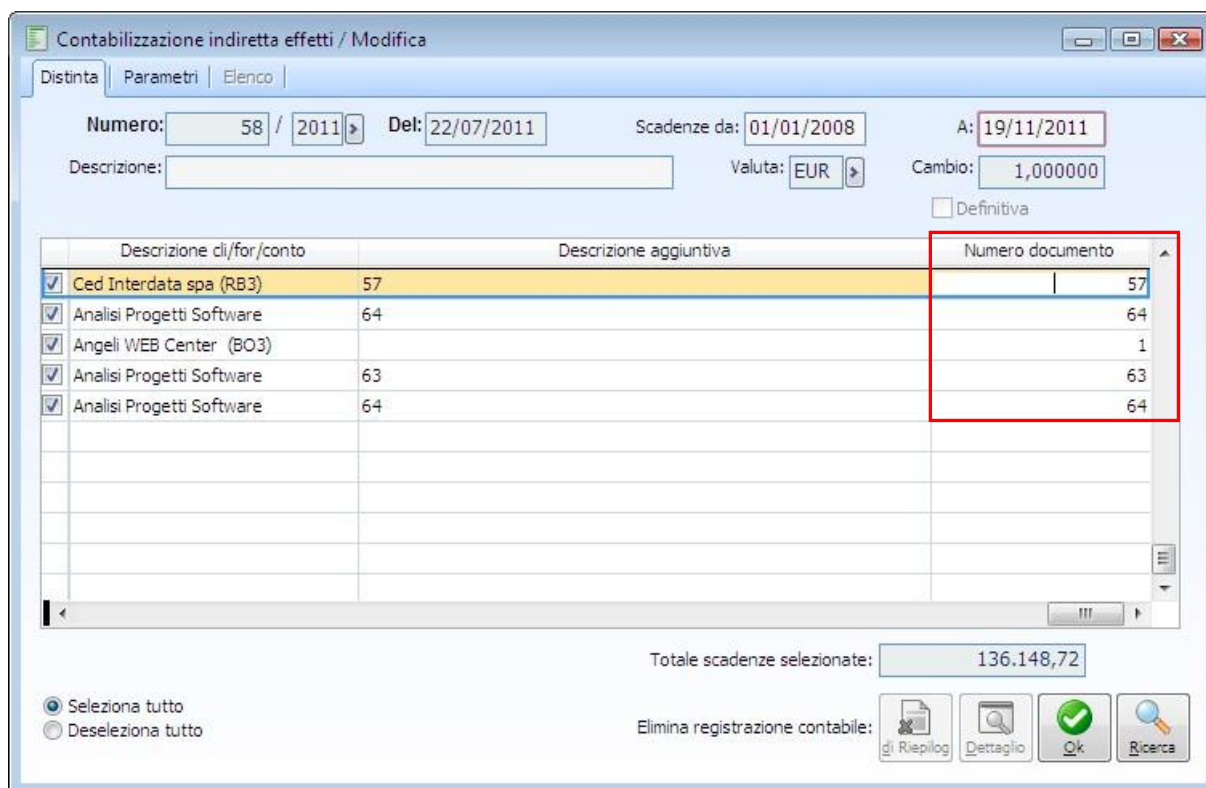 Contabilizzazione indiretta effetti / Modifica
Distinta Parametri Elenco
Numero: 58 / 2011 Del: 22/07/2011 Scadenze da: 01/01/2008 A: 19/11/2011
Descrizione: Valuta: EUR Cambio: 1,000000
Definitiva
Descrizione cli/for/conto Descrizione aggiuntiva Numero documento
Ced Interdata spa (RB3) 57 57
Analisi Progetti Software 64 64
Angeli WEB Center (BO3) 1
Analisi Progetti Software 63 63
Analisi Progetti Software 64 64
Totale scadenze selezionate: 136.148,72
Seleziona tutto
Deseleziona tutto
Elimina registrazione contabile: di Riepilog Dettaglio Ok Ricerca